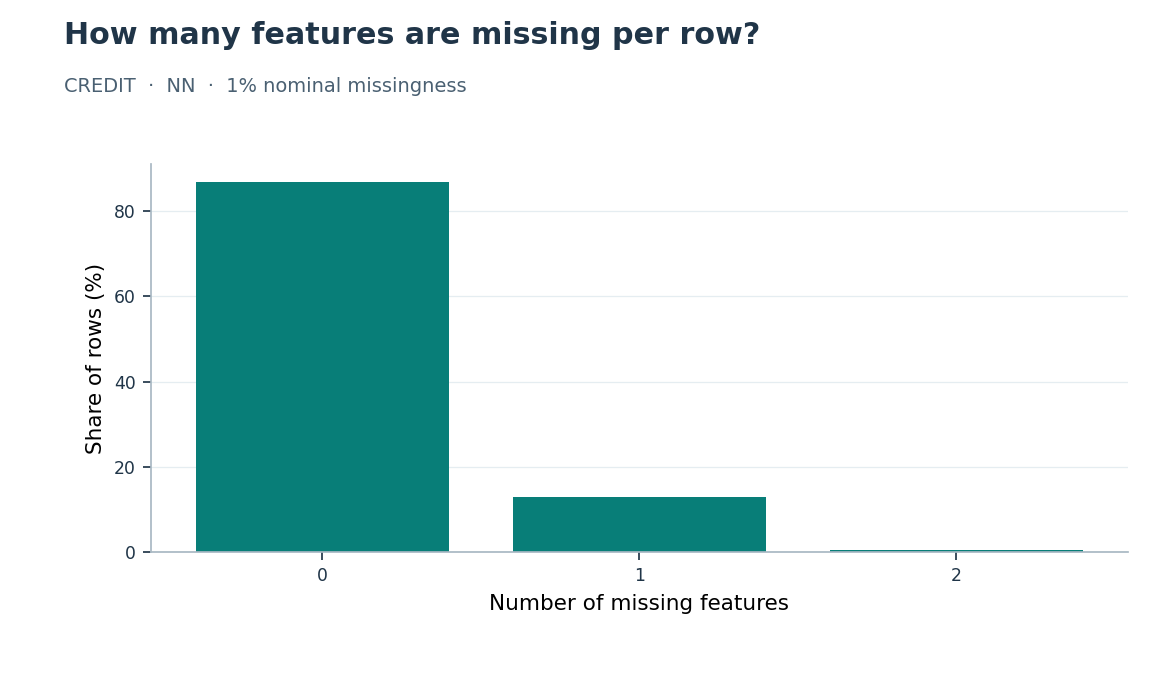 How many features are missing per row?
CREDIT · NN · 1% nominal missingness
Share of rows (%)
80
60
40
20
0
0 1 2
Number of missing features